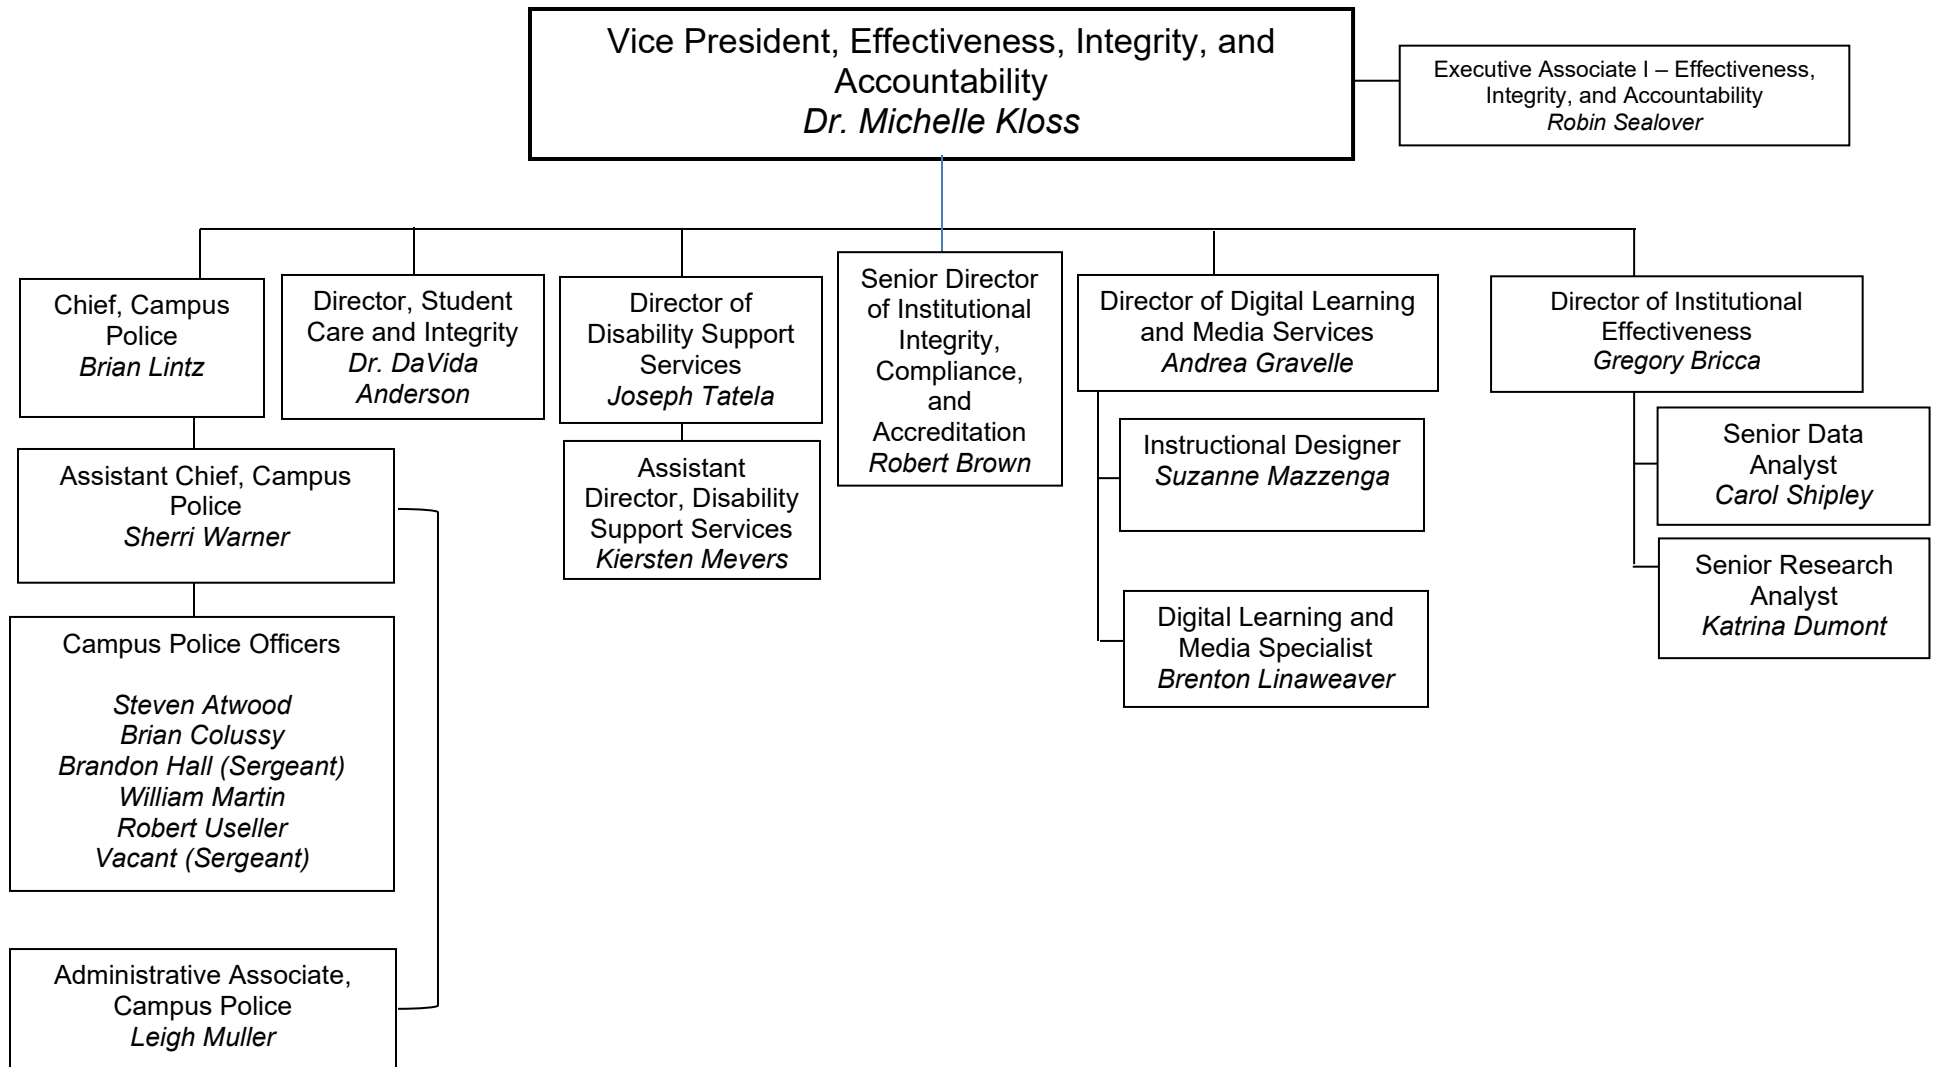 Vice President, Effectiveness, Integrity, and
Accountability
Dr. Michelle Kloss
Executive Associate I – Effectiveness,
Integrity, and Accountability
Robin Sealover
Chief, Campus
Police
Brian Lintz
Director, Student
Care and Integrity
Dr. DaVida
Anderson
Director of
Disability Support
Services
Joseph Tatela
Senior Director
of Institutional
Integrity,
Compliance,
and
Accreditation
Robert Brown
Director of Digital Learning
and Media Services
Andrea Gravelle
Director of Institutional
Effectiveness
Gregory Bricca
Assistant Chief, Campus
Police
Sherri Warner
Assistant
Director, Disability
Support Services
Kiersten Mevers
Instructional Designer
Suzanne Mazzenga
Senior Data
Analyst
Carol Shipley
Senior Research
Analyst
Katrina Dumont
Digital Learning and
Media Specialist
Brenton Linaweaver
Campus Police Officers
Steven Atwood
Brian Colussy
Brandon Hall (Sergeant)
William Martin
Robert Useller
Vacant (Sergeant)
Administrative Associate,
Campus Police
Leigh Muller